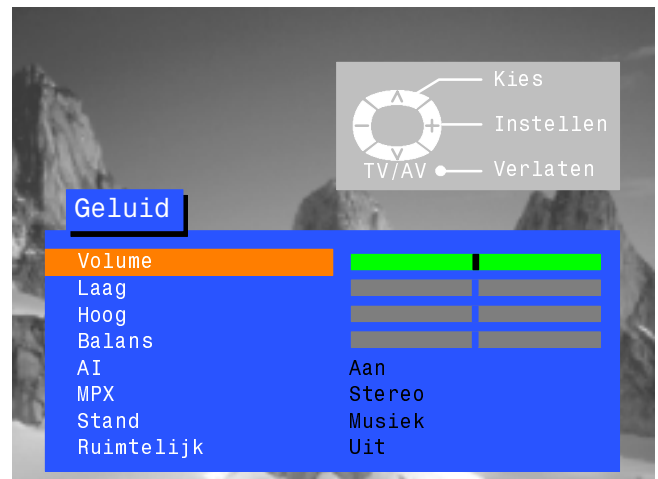 Kies
Instellen
TV/AV Verlaten
Geluid
Volume
Laag
Hoog
Balans
AI Aan
MPX Stereo
Stand Musiek
Ruimtelijk Uit